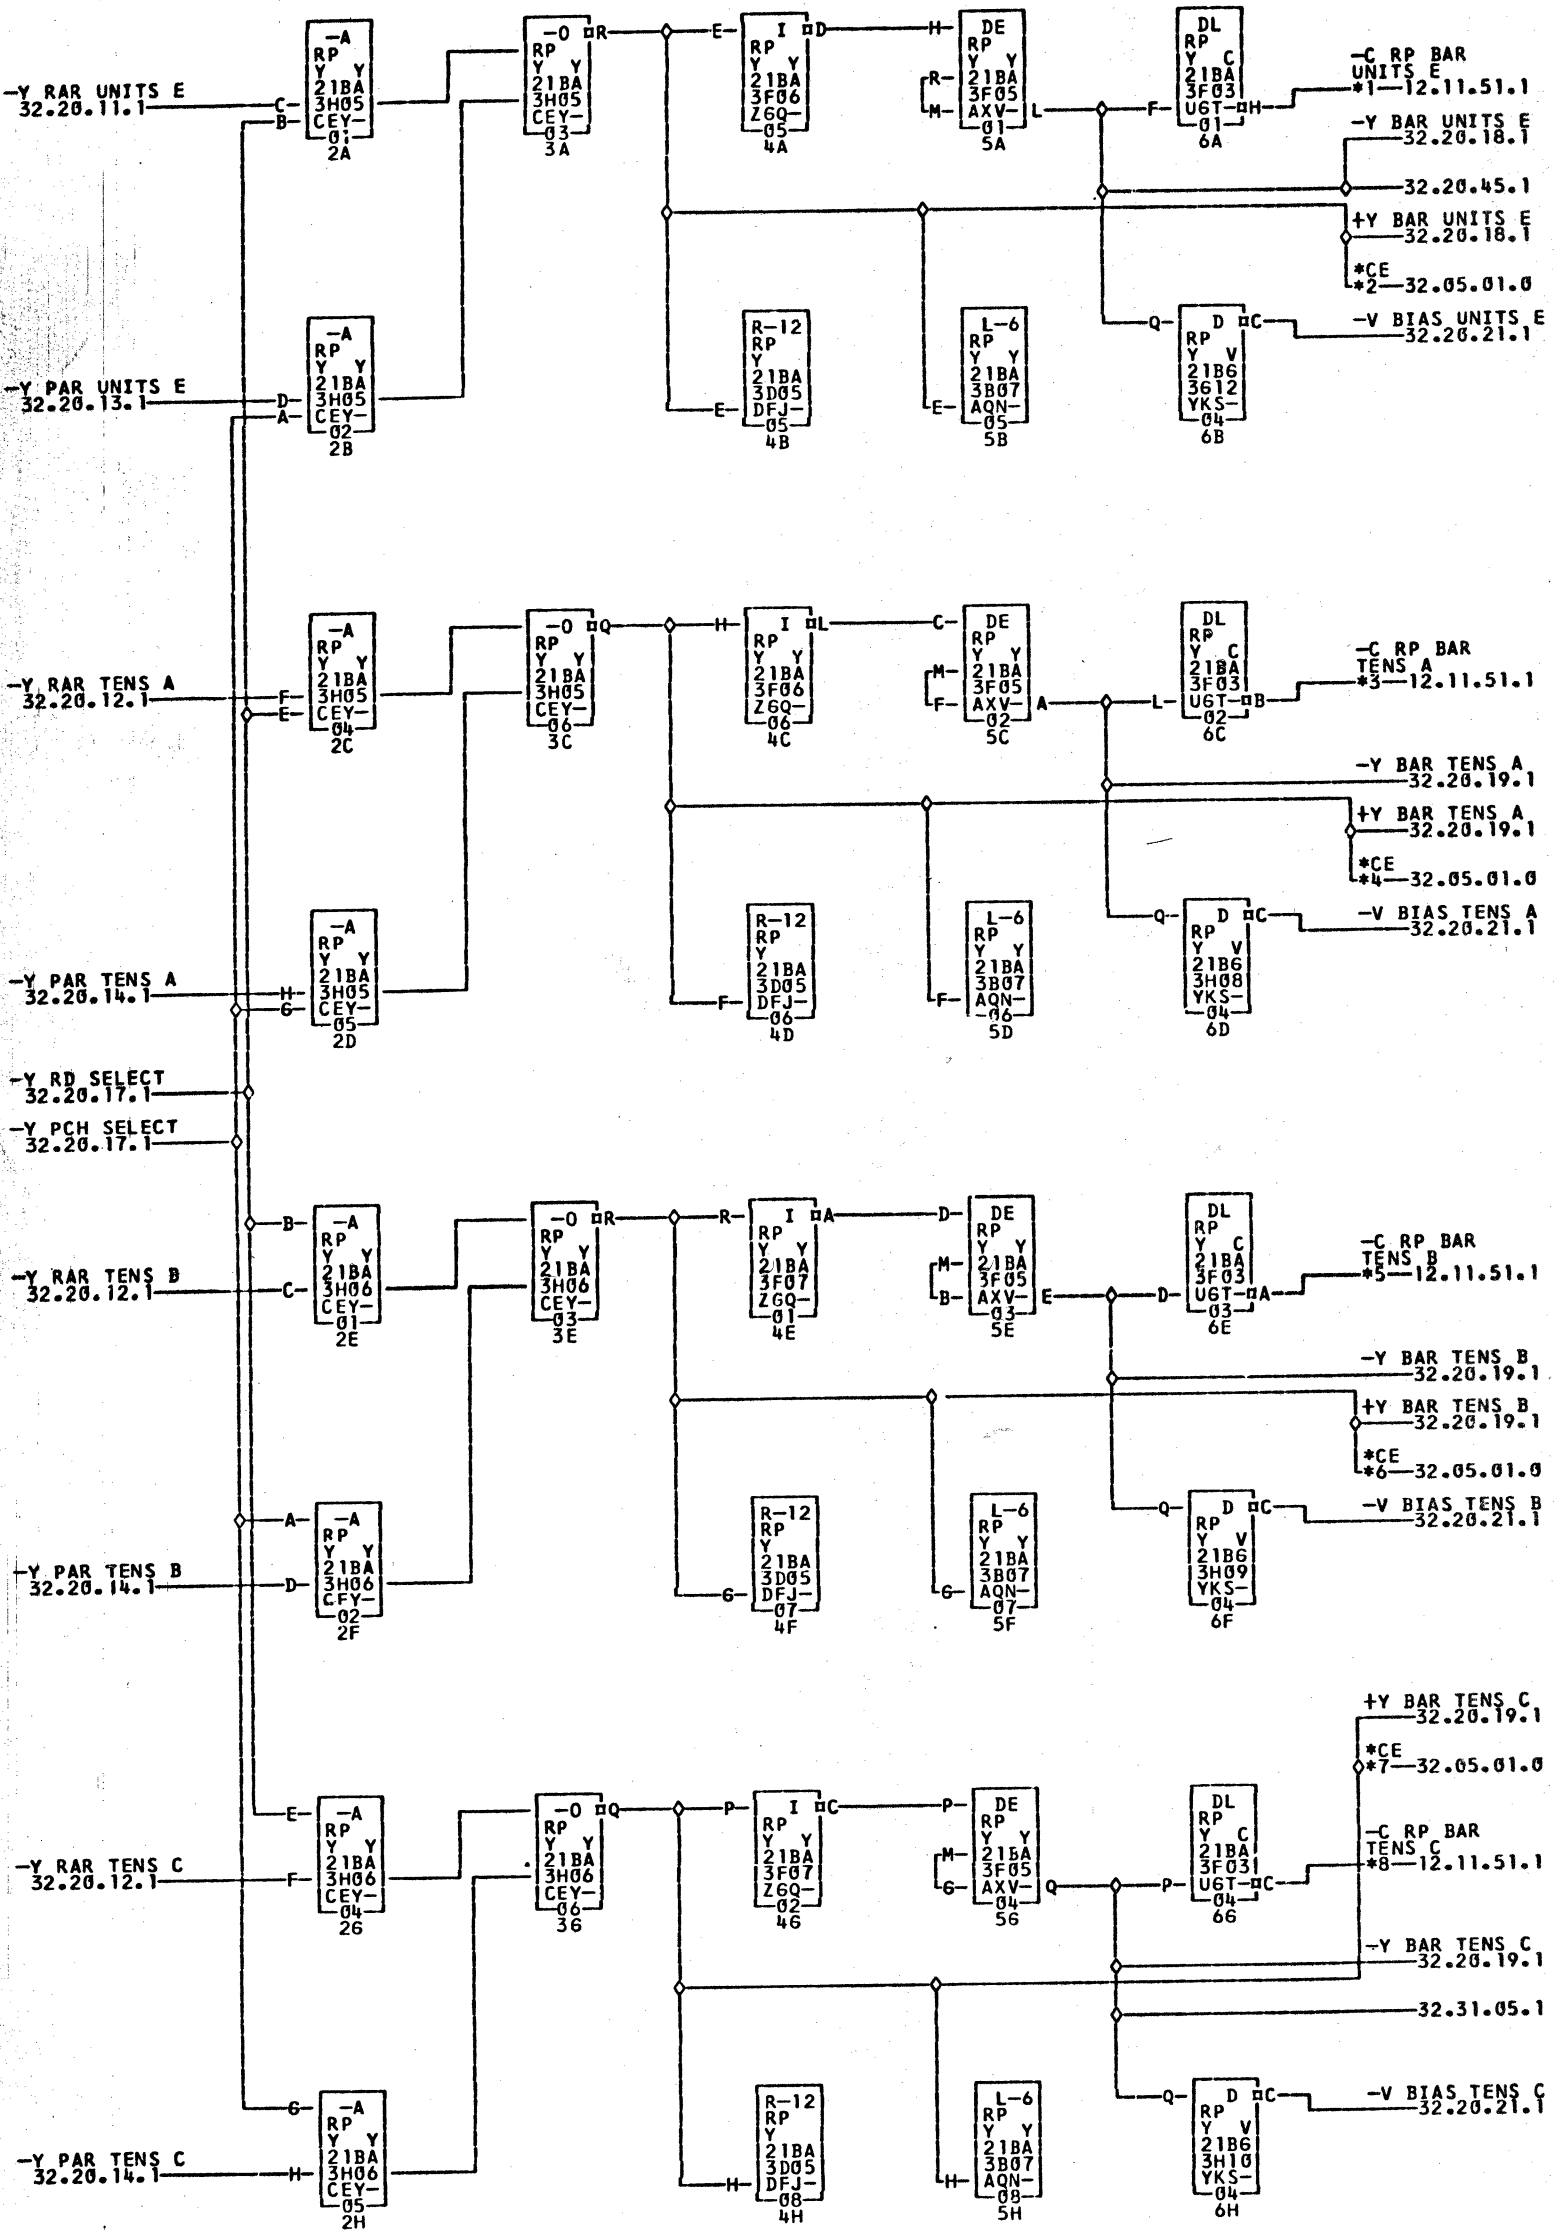 -Y RAR UNITS E
32.20.11.1
C
B
-A
RP
Y Y
21BA
3H05
CEY-
01
2A
-O R
RP
Y Y
21BA
3H05
CEY-
03
3A
E
I D
RP
Y Y
21BA
3F06
Z6Q-
05
4A
H
R
M
DE
RP
Y Y
21BA
3F05
AXV- L
01
5A
F
DL
RP
Y C
21BA
3F03
U6T- H
01
6A
-C RP BAR
UNITS E
*1-12.11.51.1
-Y BAR UNITS E
32.20.18.1
32.20.45.1
+Y BAR UNITS E
32.20.18.1
*CE
*2-32.05.01.0
-Y PAR UNITS E
32.20.13.1
D
A
-A
RP
Y Y
21BA
3H05
CEY-
02
2B
E
R-12
RP
Y
21BA
3D05
DFJ-
05
4B
E
L-6
RP
Y Y
21BA
3B07
AQN-
05
5B
Q
D C
RP
Y V
21B6
3612
YKS-
04
6B
-V BIAS UNITS E
32.20.21.1
-Y RAR TENS A
32.20.12.1
F
E
-A
RP
Y Y
21BA
3H05
CEY-
04
2C
-O Q
RP
Y Y
21BA
3H05
CEY-
06
3C
H
I L
RP
Y Y
21BA
3F06
Z6Q-
06
4C
C
M
F
DE
RP
Y Y
21BA
3F05
AXV- A
02
5C
L
DL
RP
Y C
21BA
3F03
U6T- B
02
6C
-C RP BAR
TENS A
*3-12.11.51.1
-Y BAR TENS A
32.20.19.1
+Y BAR TENS A
32.20.19.1
*CE
*4-32.05.01.0
-Y PAR TENS A
32.20.14.1
H
G
-A
RP
Y Y
21BA
3H05
CEY-
05
2D
F
R-12
RP
Y
21BA
3D05
DFJ-
06
4D
F
L-6
RP
Y Y
21BA
3B07
AQN-
06
5D
Q
D C
RP
Y V
21B6
3H08
YKS-
04
6D
-V BIAS TENS A
32.20.21.1
-Y RD SELECT
32.20.17.1
-Y PCH SELECT
32.20.17.1
-Y RAR TENS B
32.20.12.1
B
C
-A
RP
Y Y
21BA
3H06
CEY-
01
2E
-O R
RP
Y Y
21BA
3H06
CEY-
03
3E
R
I A
RP
Y Y
21BA
3F07
Z6Q-
01
4E
D
M
B
DE
RP
Y Y
21BA
3F05
AXV- E
03
5E
D
DL
RP
Y C
21BA
3F03
U6T- A
03
6E
-C RP BAR
TENS B
*5-12.11.51.1
-Y BAR TENS B
32.20.19.1
+Y BAR TENS B
32.20.19.1
*CE
*6-32.05.01.0
-Y PAR TENS B
32.20.14.1
A
D
-A
RP
Y Y
21BA
3H06
CFY-
02
2F
G
R-12
RP
Y
21BA
3D05
DFJ-
07
4F
G
L-6
RP
Y Y
21BA
3B07
AQN-
07
5F
Q
D C
RP
Y V
21B6
3H09
YKS-
04
6F
-V BIAS TENS B
32.20.21.1
+Y BAR TENS C
32.20.19.1
*CE
*7-32.05.01.0
-Y RAR TENS C
32.20.12.1
E
F
-A
RP
Y Y
21BA
3H06
CEY-
04
2G
-O Q
RP
Y Y
21BA
3H06
CEY-
06
3G
P
I C
RP
Y Y
21BA
3F07
Z6Q-
02
4G
P
M
G
DE
RP
Y Y
21BA
3F05
AXV- Q
04
5G
P
DL
RP
Y C
21BA
3F03
U6T- C
04
6G
-C RP BAR
TENS C
*8-12.11.51.1
-Y BAR TENS C
32.20.19.1
32.31.05.1
-Y PAR TENS C
32.20.14.1
G
H
-A
RP
Y Y
21BA
3H06
CEY-
05
2H
H
R-12
RP
Y
21BA
3D05
DFJ-
08
4H
H
L-6
RP
Y Y
21BA
3B07
AQN-
08
5H
Q
D C
RP
Y V
21B6
3H10
YKS-
04
6H
-V BIAS TENS C
32.20.21.1